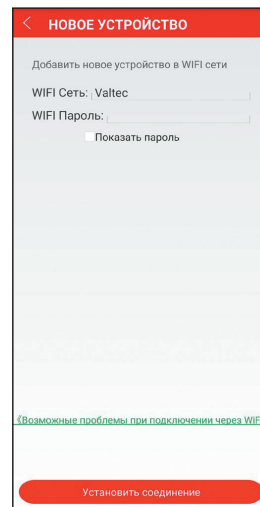 НОВОЕ УСТРОЙСТВО
Добавить новое устройство в WIFI сети
WIFI Сеть: Valtec
WIFI Пароль:
Показать пароль
《Возможные проблемы при подключении через WiF
Установить соединение